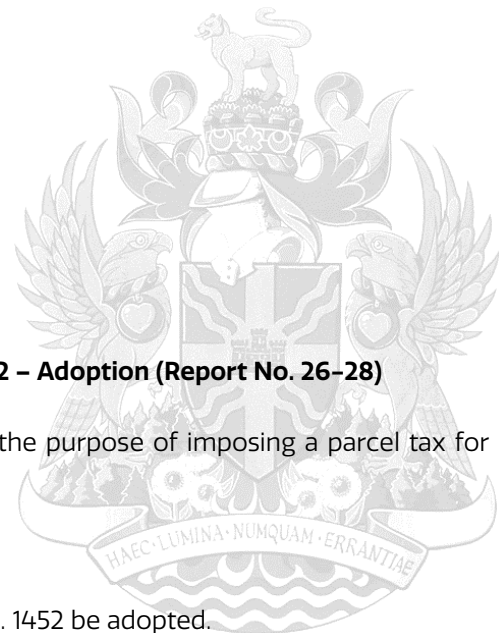 2 – Adoption (Report No. 26-28)
the purpose of imposing a parcel tax for
HAEC·LUMINA·NUMQUAM·ERRANTIAE
. 1452 be adopted.